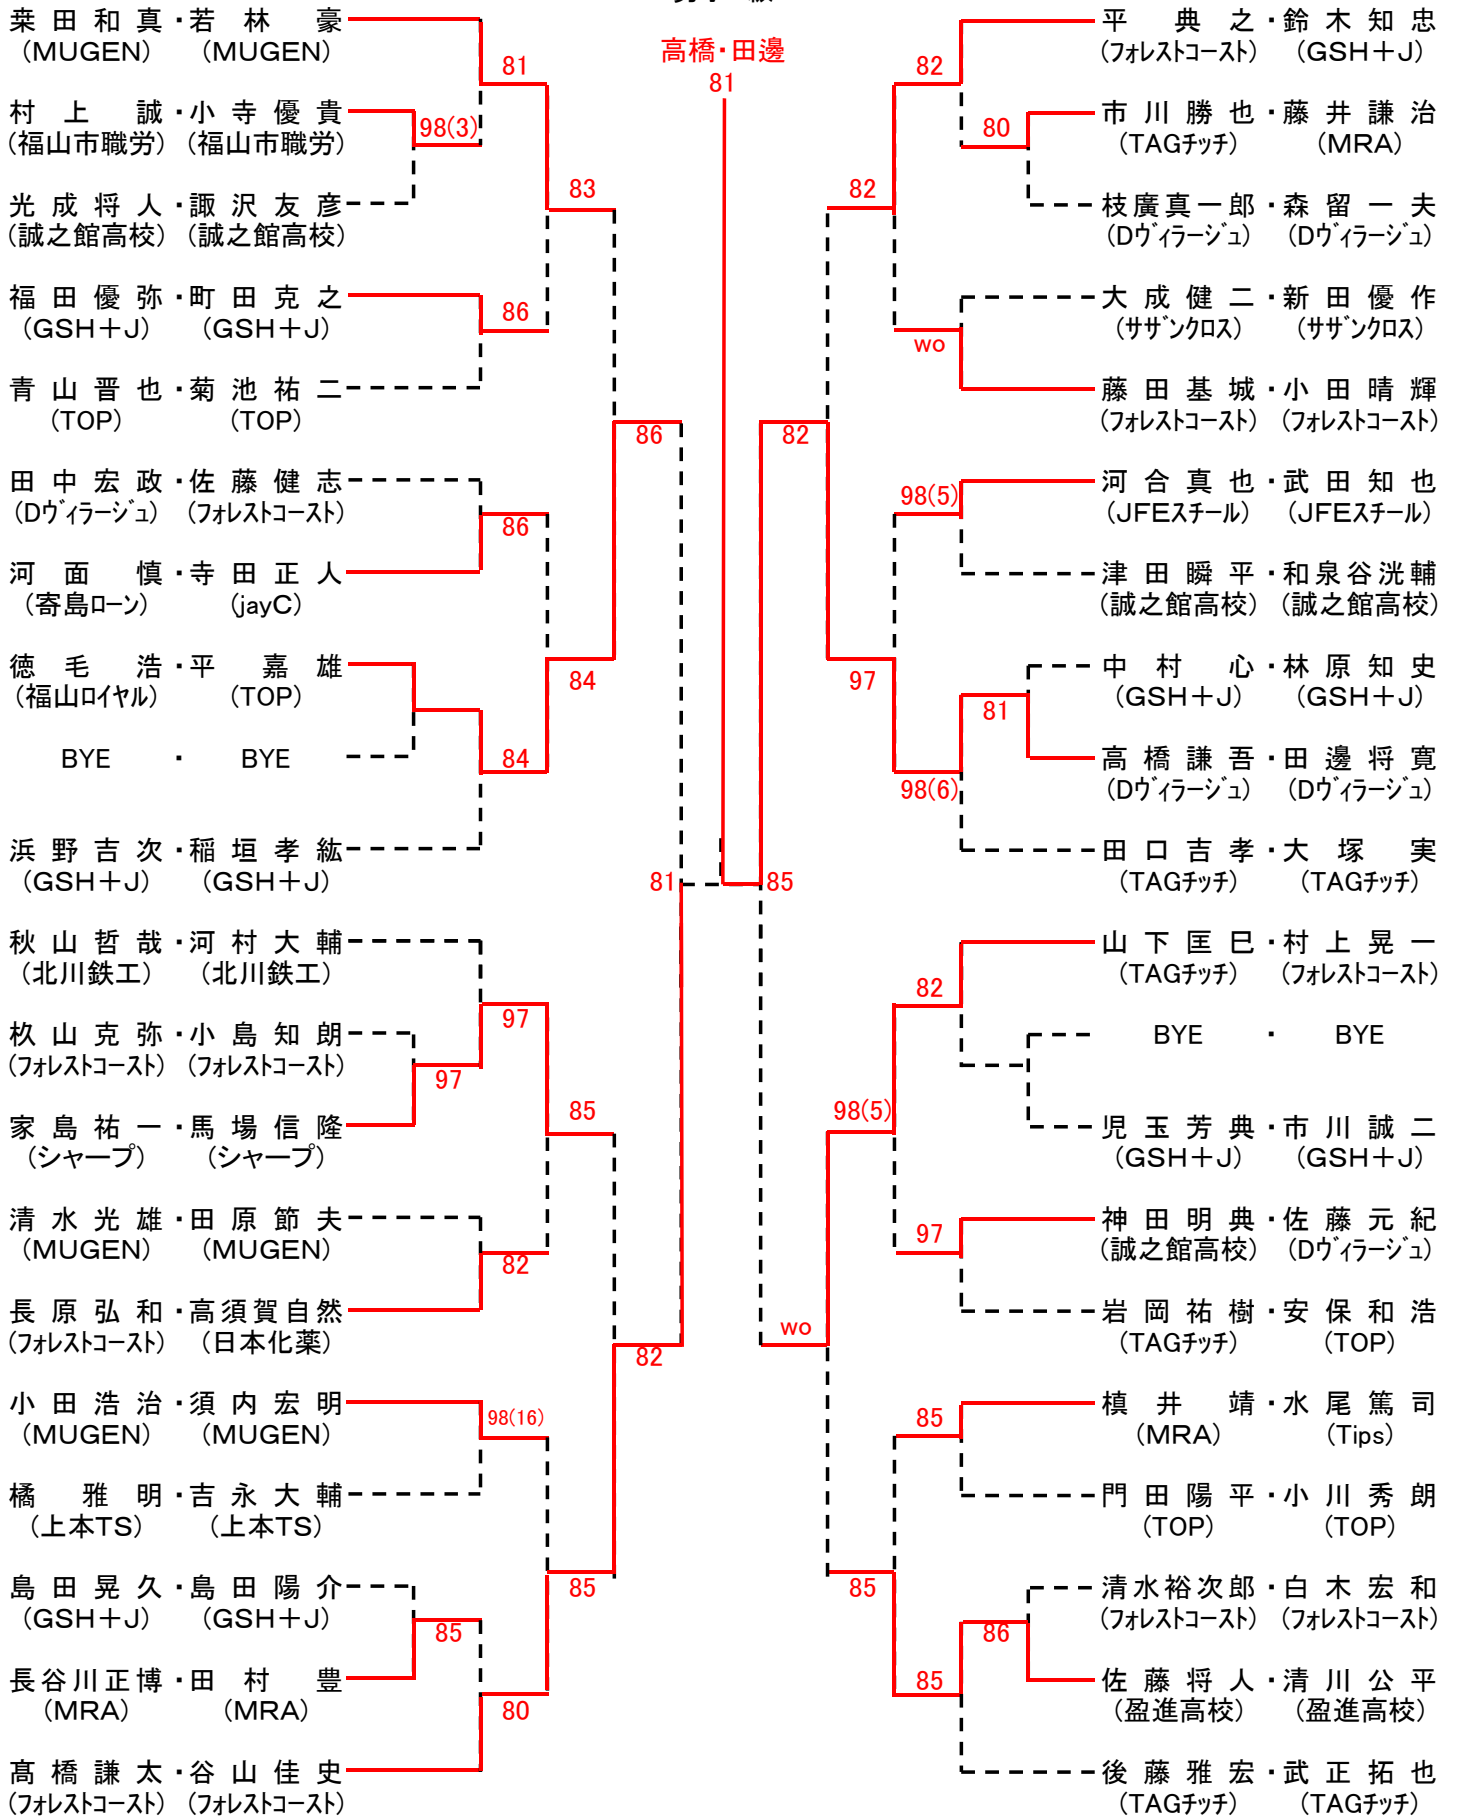 高橋・田邊
81
桒田和真・若林豪
(MUGEN) (MUGEN)
81
村上誠・小寺優貴
(福山市職労) (福山市職労)
98(3)
光成将人・諏沢友彦
(誠之館高校) (誠之館高校)
83
福田優弥・町田克之
(GSH+J) (GSH+J)
86
青山晋也・菊池祐二
(TOP) (TOP)
86
田中宏政・佐藤健志
(Dヴィラージュ) (フォレストコースト)
86
河面慎・寺田正人
(寄島ローン) (jayC)
84
徳毛浩・平嘉雄
(福山ロイヤル) (TOP)
BYE ・ BYE
84
浜野吉次・稲垣孝紘
(GSH+J) (GSH+J)
81
秋山哲哉・河村大輔
(北川鉄工) (北川鉄工)
97
杦山克弥・小島知朗
(フォレストコースト) (フォレストコースト)
97
家島祐一・馬場信隆
(シャープ) (シャープ)
85
清水光雄・田原節夫
(MUGEN) (MUGEN)
82
長原弘和・高須賀自然
(フォレストコースト) (日本化薬)
82
小田浩治・須内宏明
(MUGEN) (MUGEN)
98(16)
橘雅明・吉永大輔
(上本TS) (上本TS)
85
島田晃久・島田陽介
(GSH+J) (GSH+J)
85
長谷川正博・田村豊
(MRA) (MRA)
80
髙橋謙太・谷山佳史
(フォレストコースト) (フォレストコースト)
平典之・鈴木知忠
(フォレストコースト) (GSH+J)
82
市川勝也・藤井謙治
(TAGチッチ) (MRA)
80
枝廣真一郎・森留一夫
(Dヴィラージュ) (Dヴィラージュ)
82
大成健二・新田優作
(サザンクロス) (サザンクロス)
wo
藤田基城・小田晴輝
(フォレストコースト) (フォレストコースト)
82
河合真也・武田知也
(JFEスチール) (JFEスチール)
98(5)
津田瞬平・和泉谷洸輔
(誠之館高校) (誠之館高校)
97
中村心・林原知史
(GSH+J) (GSH+J)
81
高橋謙吾・田邊将寛
(Dヴィラージュ) (Dヴィラージュ)
98(6)
田口吉孝・大塚実
(TAGチッチ) (TAGチッチ)
85
山下匡巳・村上晃一
(TAGチッチ) (フォレストコースト)
82
BYE ・ BYE
98(5)
児玉芳典・市川誠二
(GSH+J) (GSH+J)
神田明典・佐藤元紀
(誠之館高校) (Dヴィラージュ)
97
岩岡祐樹・安保和浩
(TAGチッチ) (TOP)
wo
槙井靖・水尾篤司
(MRA) (Tips)
85
門田陽平・小川秀朗
(TOP) (TOP)
85
清水裕次郎・白木宏和
(フォレストコースト) (フォレストコースト)
86
佐藤将人・清川公平
(盈進高校) (盈進高校)
85
後藤雅宏・武正拓也
(TAGチッチ) (TAGチッチ)